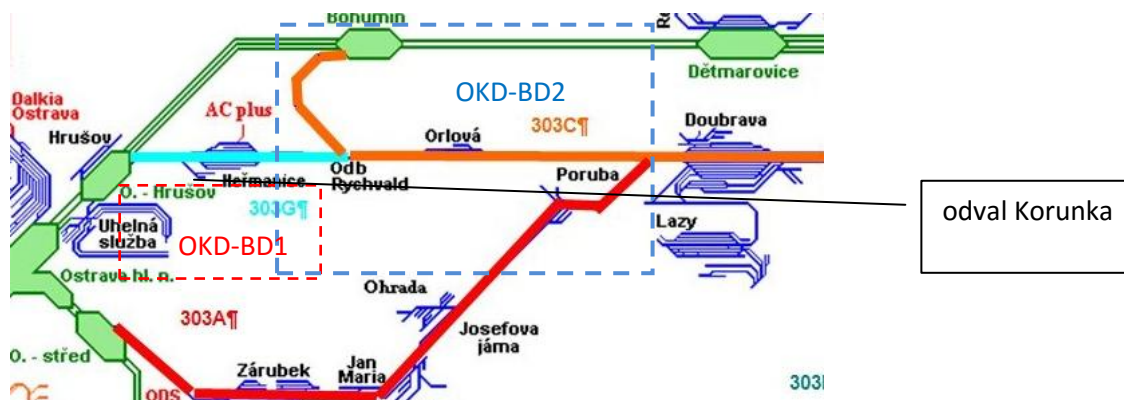 Bohumín
Dětmarovice
OKD-BD2
Dalkia
Ostrava
Hrušov
AC plus
Orlová
303C¶
Doubrava
Odb
Rychvald
Heřmanice
Poruba
O. - Hrušov
303G¶
odval Korunka
Uhelná
služba
OKD-BD1
Lazy
Ostrava hl. n.
Ohrada
303A¶
Josefova
jáma
O. - střed
Zárubek
Jan
Maria
ODS